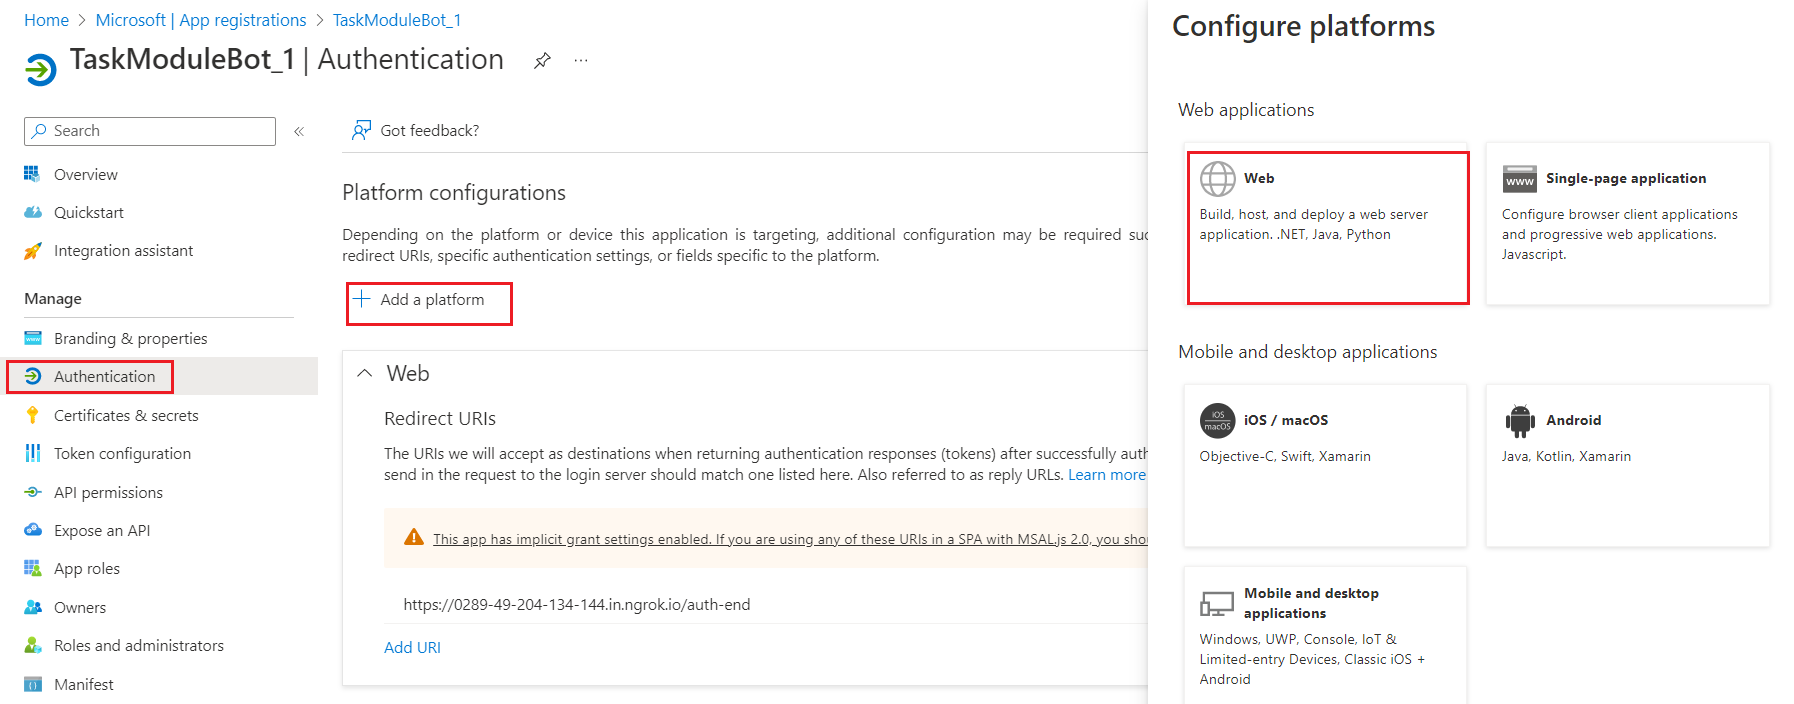 Home > Microsoft | App registrations > TaskModuleBot_1
TaskModuleBot_1 | Authentication
Search
Overview
Quickstart
Integration assistant
Manage
Branding & properties
Authentication
Certificates & secrets
Token configuration
API permissions
Expose an API
App roles
Owners
Roles and administrators
Manifest
Got feedback?
Platform configurations
Depending on the platform or device this application is targeting, additional configuration may be required
redirect URIs, specific authentication settings, or fields specific to the platform.
Add a platform
Web
Redirect URIs
The URIs we will accept as destinations when returning authentication responses (tokens) after successfully
send in the request to the login server should match one listed here. Also referred to as reply URLs. Learn more
This app has implicit grant settings enabled. If you are using any of these URIs in a SPA with MSAL.js 2.0, you
https://0289-49-204-134-144.in.ngrok.io/auth-end
Add URI
Configure platforms
Web applications
Web
Build, host, and deploy a web server
application. .NET, Java, Python
www
Single-page application
Configure browser client applications
and progressive web applications.
Javascript.
Mobile and desktop applications
iOS
macOS
iOS / macOS
Objective-C, Swift, Xamarin
Android
Java, Kotlin, Xamarin
Mobile and desktop
applications
Windows, UWP, Console, IoT &
Limited-entry Devices, Classic iOS +
Android